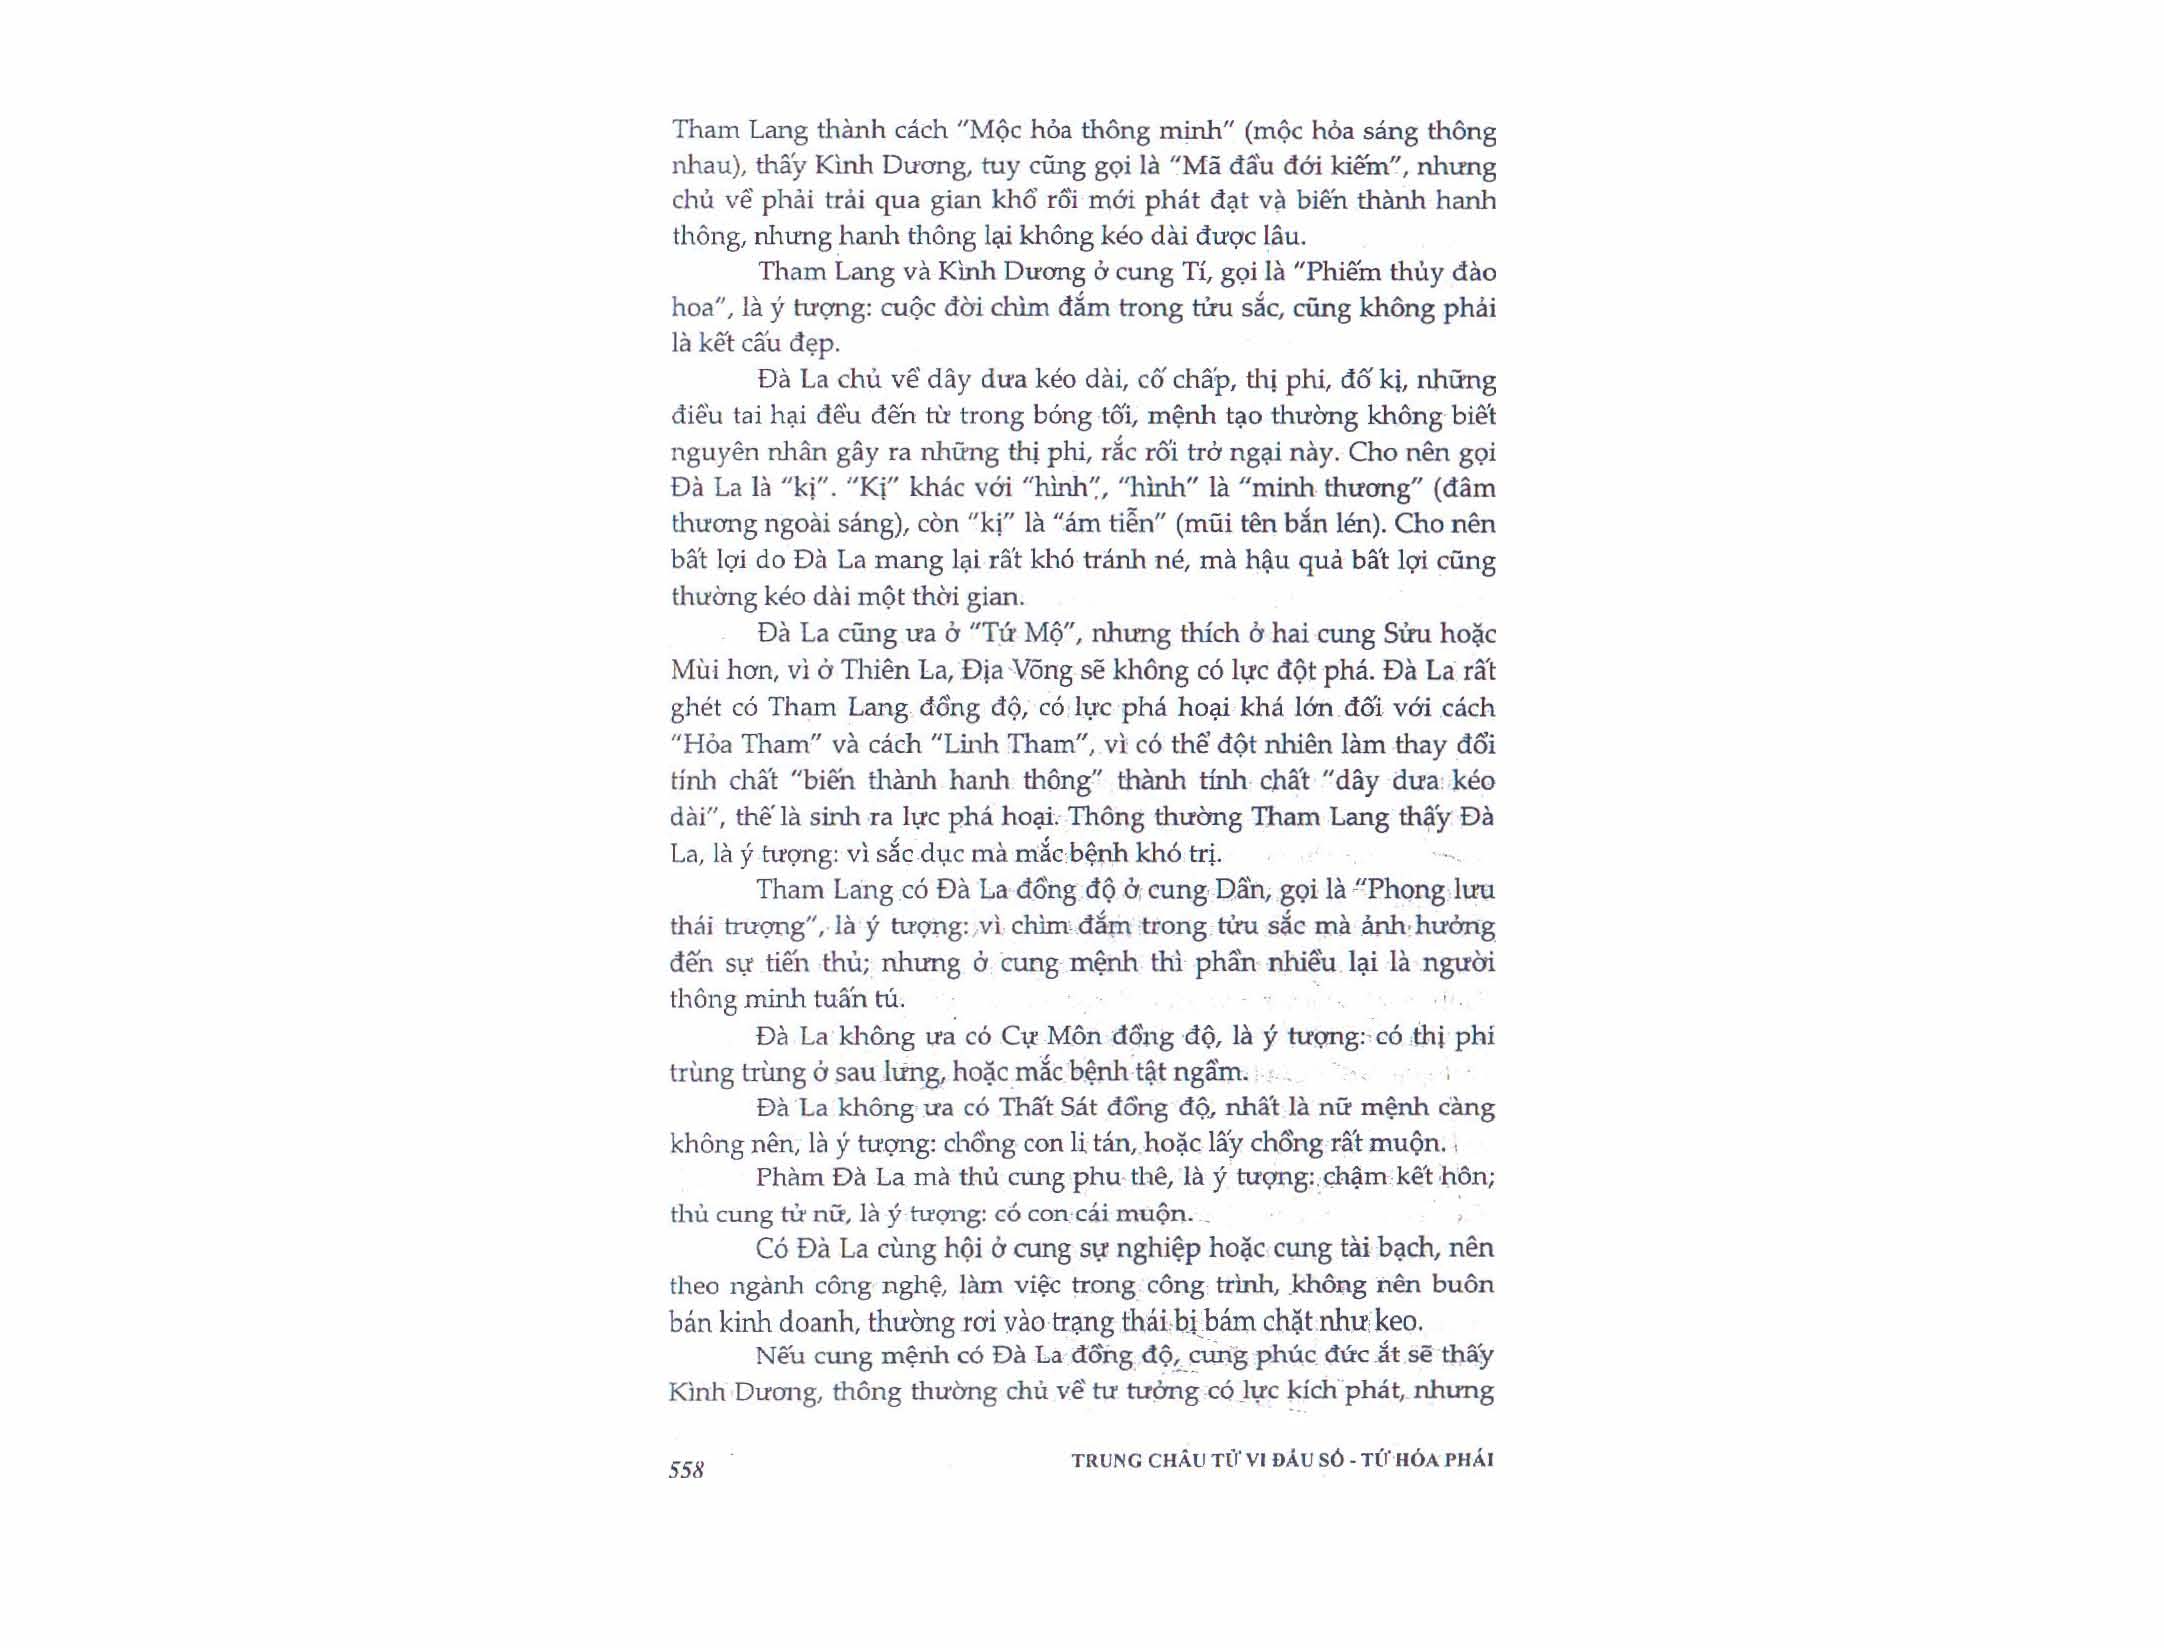 Tham Lang thành cách "Mộc hỏa thông minh" (mộc hỏa sáng thông
nhau), thấy Kình Dương, tuy cũng gọi là "Mã đầu đới kiếm", nhưng
chủ về phải trải qua gian khổ rồi mới phát đạt và biến thành hanh
thông, nhưng hanh thông lại không kéo dài được lâu.
Tham Lang và Kình Dương ở cung Tí, gọi là "Phiếm thủy đào
hoa", là ý tượng: cuộc đời chìm đắm trong tửu sắc, cũng không phải
là kết cấu đẹp.
Đà La chủ về dây dưa kéo dài, cố chấp, thị phi, đố kị, những
điều tai hại đều đến từ trong bóng tối, mệnh tạo thường không biết
nguyên nhân gây ra những thị phi, rắc rối trở ngại này. Cho nên gọi
Đà La là "kị". "Kị" khác với "hình", "hình" là "minh thương" (đâm
thương ngoài sáng), còn "kị" là "ám tiễn" (mũi tên bắn lén). Cho nên
bất lợi do Đà La mang lại rất khó tránh né, mà hậu quả bất lợi cũng
thường kéo dài một thời gian.
Đà La cũng ưa ở "Tứ Mộ", nhưng thích ở hai cung Sửu hoặc
Mùi hơn, vì ở Thiên La, Địa Võng sẽ không có lực đột phá. Đà La rất
ghét có Tham Lang đồng độ, có lực phá hoại khá lớn đối với cách
"Hỏa Tham" và cách "Linh Tham", vì có thể đột nhiên làm thay đổi
tính chất "biến thành hanh thông" thành tính chất "dây dưa kéo
dài", thế là sinh ra lực phá hoại. Thông thường Tham Lang thấy Đà
La, là ý tượng: vì sắc dục mà mắc bệnh khó trị.
Tham Lang có Đà La đồng độ ở cung Dần, gọi là "Phong lưu
thái trượng", là ý tượng: vì chìm đắm trong tửu sắc mà ảnh hưởng
đến sự tiến thủ; nhưng ở cung mệnh thì phần nhiều lại là người
thông minh tuấn tú.
Đà La không ưa có Cự Môn đồng độ, là ý tượng: có thị phi
trùng trùng ở sau lưng, hoặc mắc bệnh tật ngầm.
Đà La không ưa có Thất Sát đồng độ, nhất là nữ mệnh càng
không nên, là ý tượng: chồng con li tán, hoặc lấy chồng rất muộn.
Phàm Đà La mà thủ cung phu thê, là ý tượng: chậm kết hôn;
thủ cung tử nữ, là ý tượng: có con cái muộn.
Có Đà La cùng hội ở cung sự nghiệp hoặc cung tài bạch, nên
theo ngành công nghệ, làm việc trong công trình, không nên buôn
bán kinh doanh, thường rơi vào trạng thái bị bám chặt như keo.
Nếu cung mệnh có Đà La đồng độ, cung phúc đức ắt sẽ thấy
Kình Dương, thông thường chủ về tư tưởng có lực kích phát, nhưng
558
TRUNG CHÂU TỬ VI ĐẨU SỐ - TỨ HÓA PHÁI